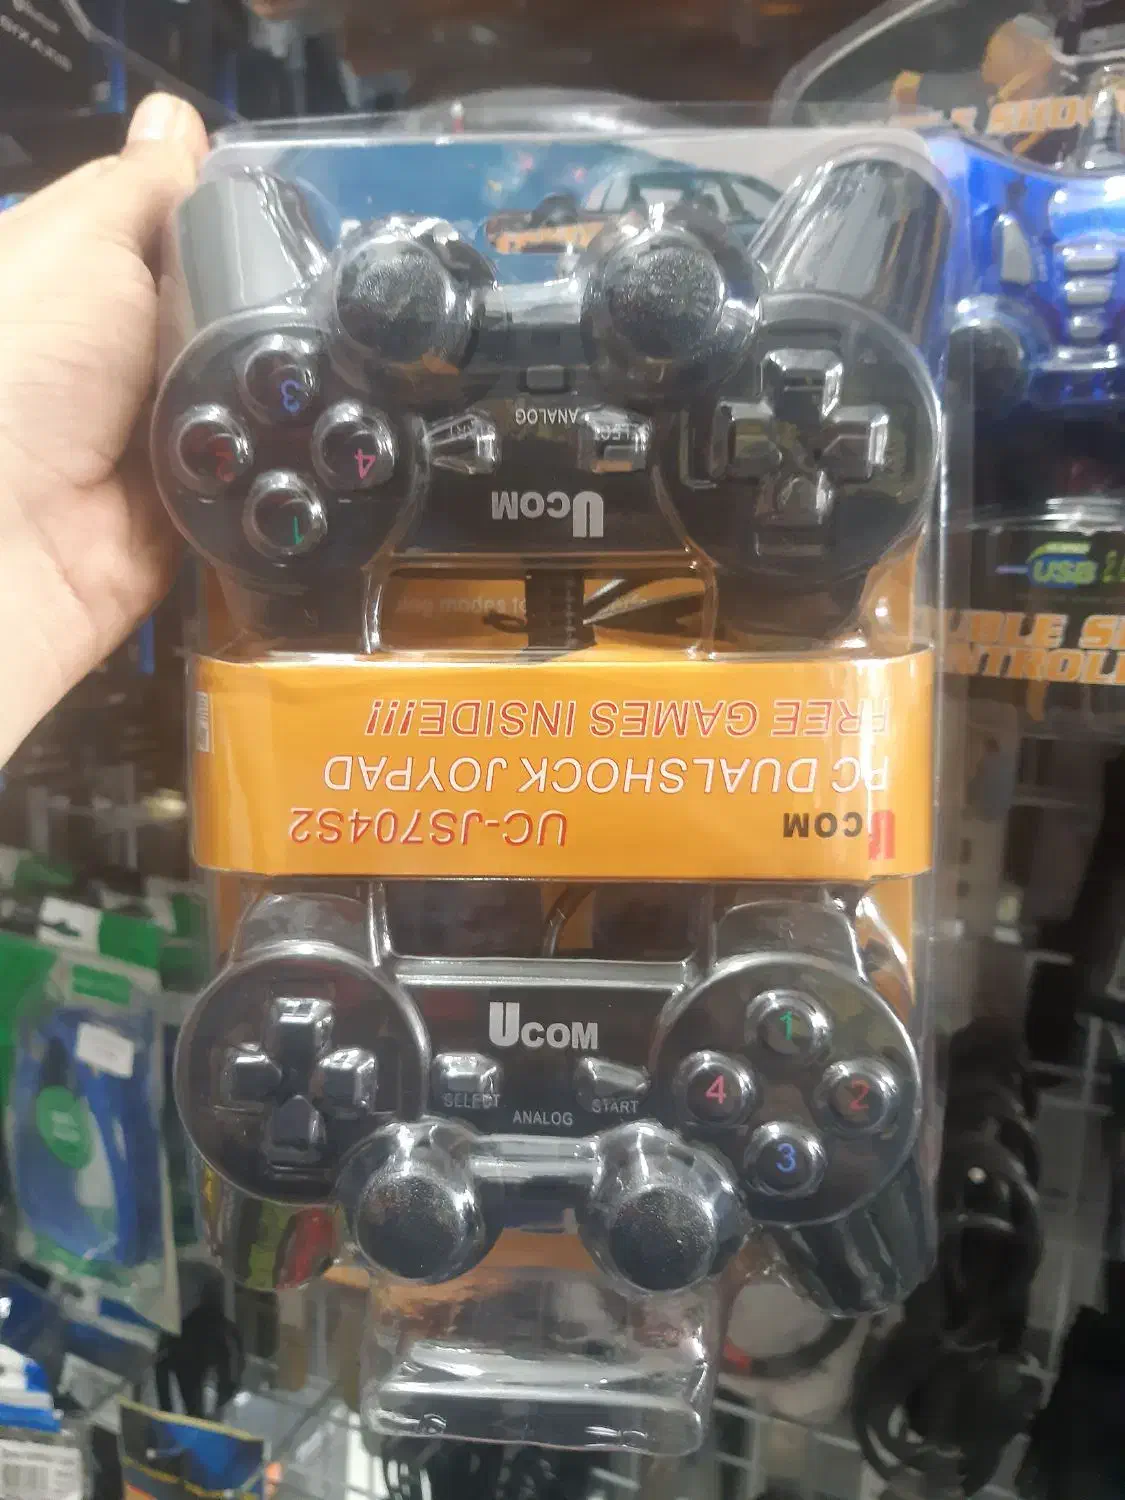 UCOM
UC-JS704S2
PC DUALSHOCK JOYPAD
FREE GAMES INSIDE!!!
UCOM
SELECT
ANALOG
START
1
2
3
4
UCOM
SELECT
ANALOG
1
2
3
4
USB